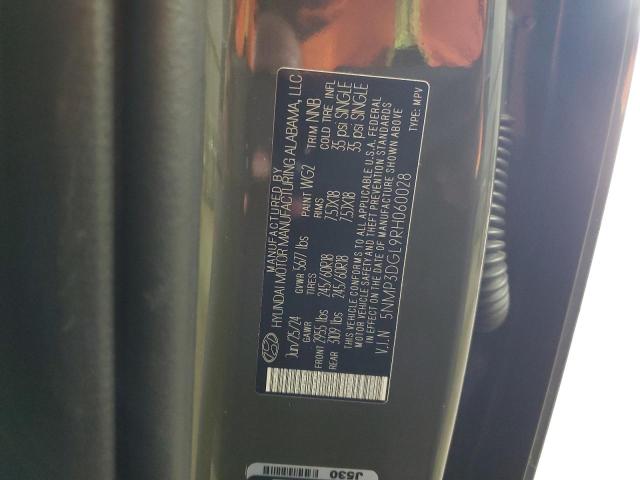 MANUFACTURED BY
HYUNDAI MOTOR MANUFACTURING ALABAMA, LLC
Jun/25/24 GVWR 5677 lbs PAINT WG2 TRIM NNB
GAWR TIRES RIMS COLD TIRE INFL
FRONT 2955 lbs 245/60R18 7.5JX18 35 psi SINGLE
REAR 3109 lbs 245/60R18 7.5JX18 35 psi SINGLE
THIS VEHICLE CONFORMS TO ALL APPLICABLE U.S.A. FEDERAL
MOTOR VEHICLE SAFETY AND THEFT PREVENTION STANDARDS
IN EFFECT ON THE DATE OF MANUFACTURE SHOWN ABOVE
V.I.N 5NMP3DGL9RH060028 TYPE: MPV
J530